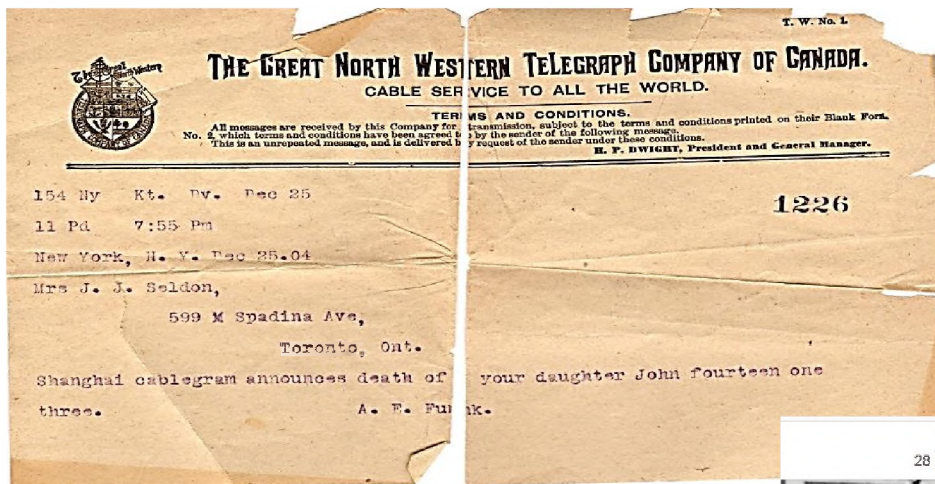 T. W. No. 1.
The Great North Western
THE GREAT NORTH WESTERN TELEGRAPH COMPANY OF CANADA.
CABLE SERVICE TO ALL THE WORLD.
TERMS AND CONDITIONS.
All messages are received by this Company for transmission, subject to the terms and conditions printed on their Blank Form
No. 2, which terms and conditions have been agreed to by the sender of the following message.
This is an unrepeated message, and is delivered by request of the sender under these conditions.
H. P. DWIGHT, President and General Manager.
154 Ny Kt. Dv. Dec 25
1226
11 Pd 7:55 Pm
New York, N. Y. Dec 25.04
Mrs J. J. Seldon,
599 M Spadina Ave,
Toronto, Ont.
Shanghai cablegram announces death of your daughter John fourteen one
three. A. E. Funnk.
28